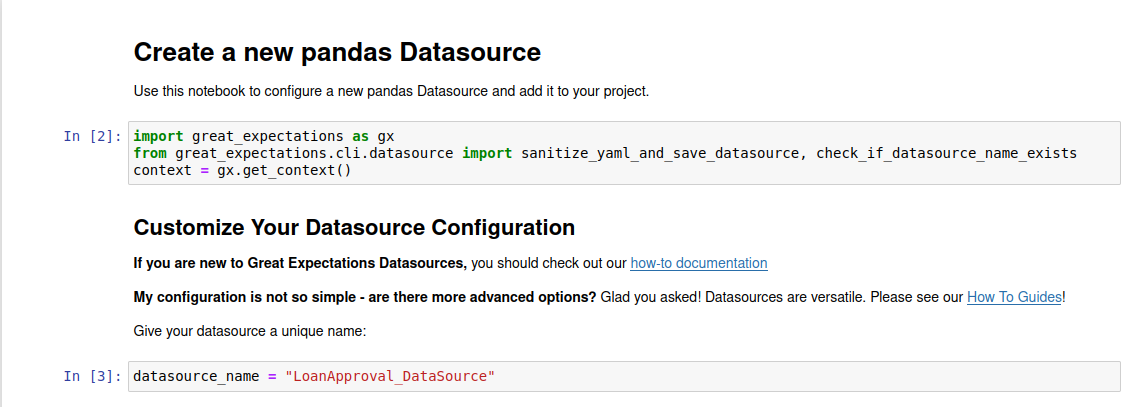 Create a new pandas Datasource
Use this notebook to configure a new pandas Datasource and add it to your project.
In [2]: import great_expectations as gx
from great_expectations.cli.datasource import sanitize_yaml_and_save_datasource, check_if_datasource_name_exists
context = gx.get_context()
Customize Your Datasource Configuration
If you are new to Great Expectations Datasources, you should check out our how-to documentation
My configuration is not so simple - are there more advanced options? Glad you asked! Datasources are versatile. Please see our How To Guides!
Give your datasource a unique name:
In [3]: datasource_name = "LoanApproval_DataSource"